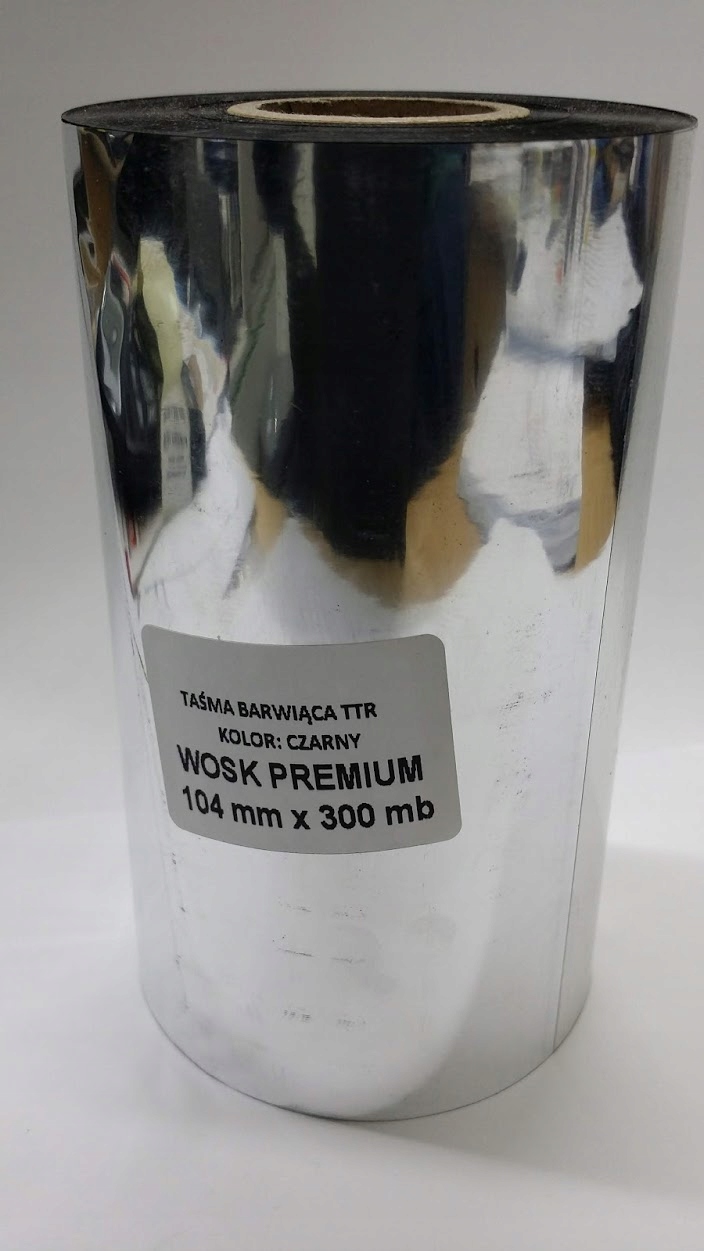 TAŚMA BARWIĄCA TTR
KOLOR: CZARNY
WOSK PREMIUM
104 mm x 300 mb